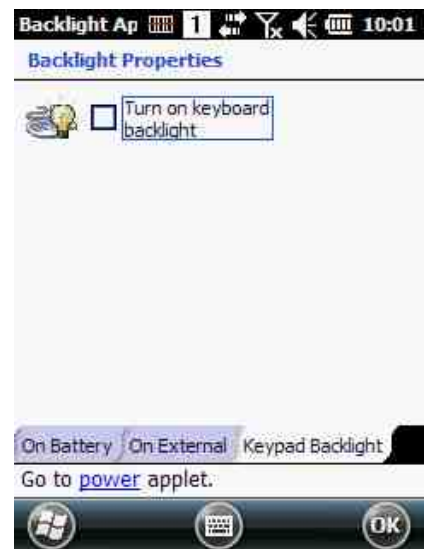 Backlight Ap 1 10:01
Backlight Properties
Turn on keyboard
backlight
On Battery On External Keypad Backlight
Go to power applet.
OK